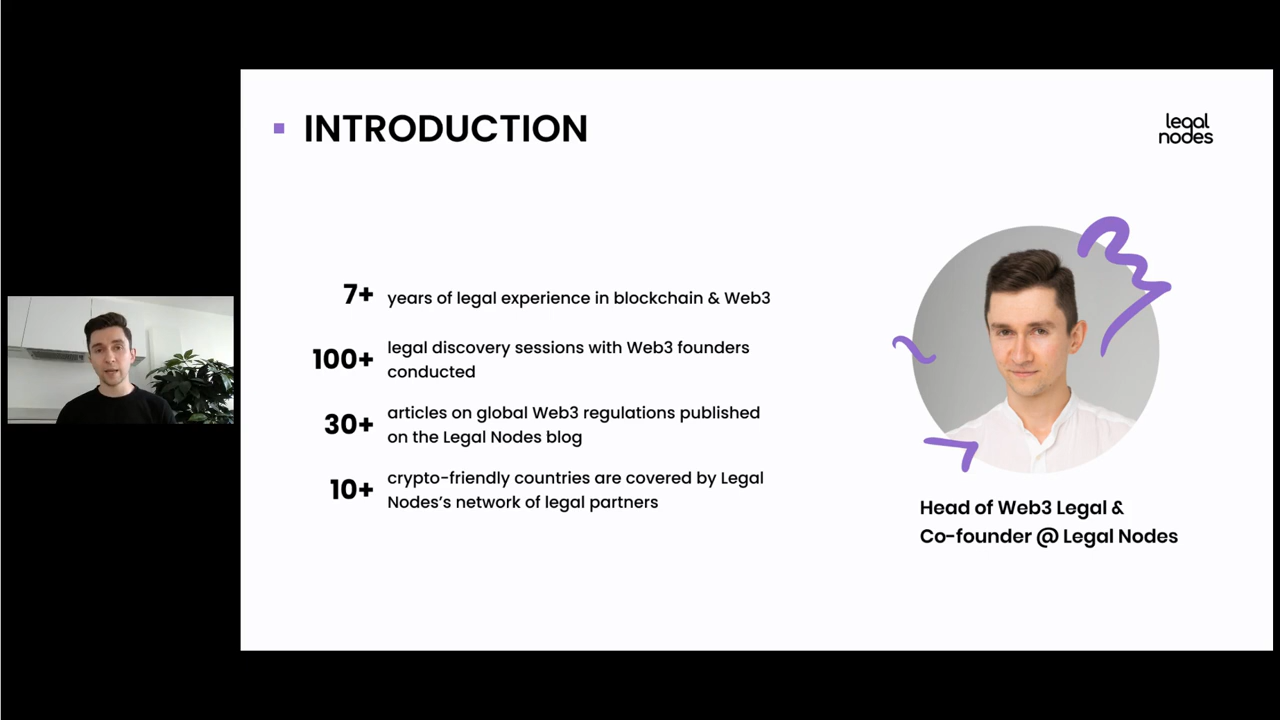 INTRODUCTION
legal
nodes
7+ years of legal experience in blockchain & Web3
100+ legal discovery sessions with Web3 founders
conducted
30+ articles on global Web3 regulations published
on the Legal Nodes blog
10+ crypto-friendly countries are covered by Legal
Nodes’s network of legal partners
Head of Web3 Legal &
Co-founder @ Legal Nodes